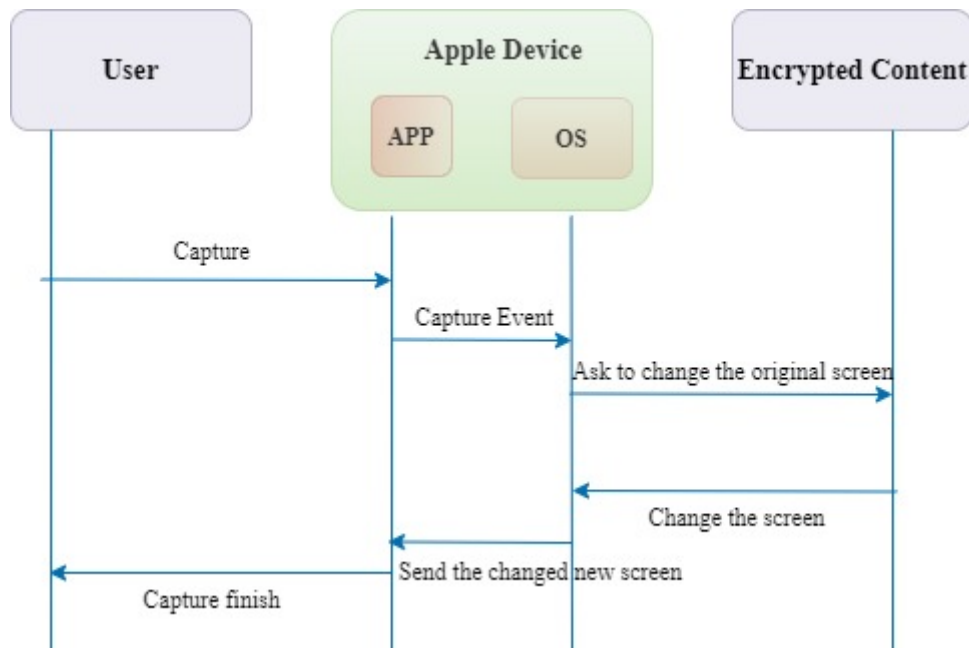 User
Apple Device
Encrypted Content
APP
OS
Capture
Capture Event
Ask to change the original screen
Change the screen
Send the changed new screen
Capture finish